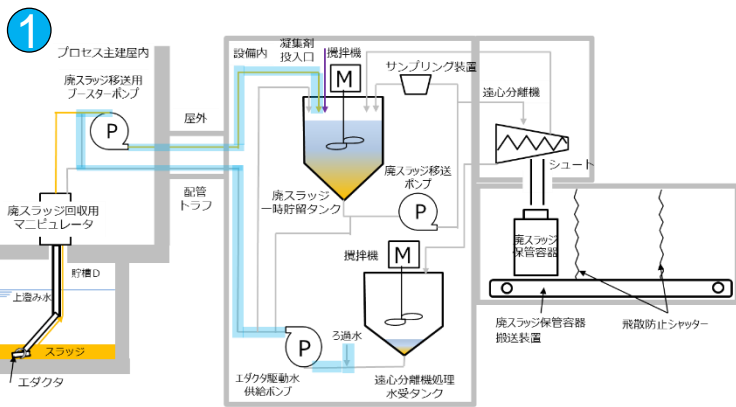 1
プロセス主建屋内
廃スラッジ移送用
ブースターポンプ
P
屋外
配管
トラフ
廃スラッジ回収用
マニピュレータ
貯槽D
上澄み水
スラッジ
エダクタ
設備内
凝集剤
投入口
攪拌機
M
サンプリング装置
遠心分離機
シュート
廃スラッジ
一時貯留タンク
廃スラッジ移送
ポンプ
P
攪拌機
M
廃スラッジ
保管容器
P
ろ過水
エダクタ駆動水
供給ポンプ
遠心分離機処理
水受タンク
廃スラッジ保管容器
搬送装置
飛散防止シャッター